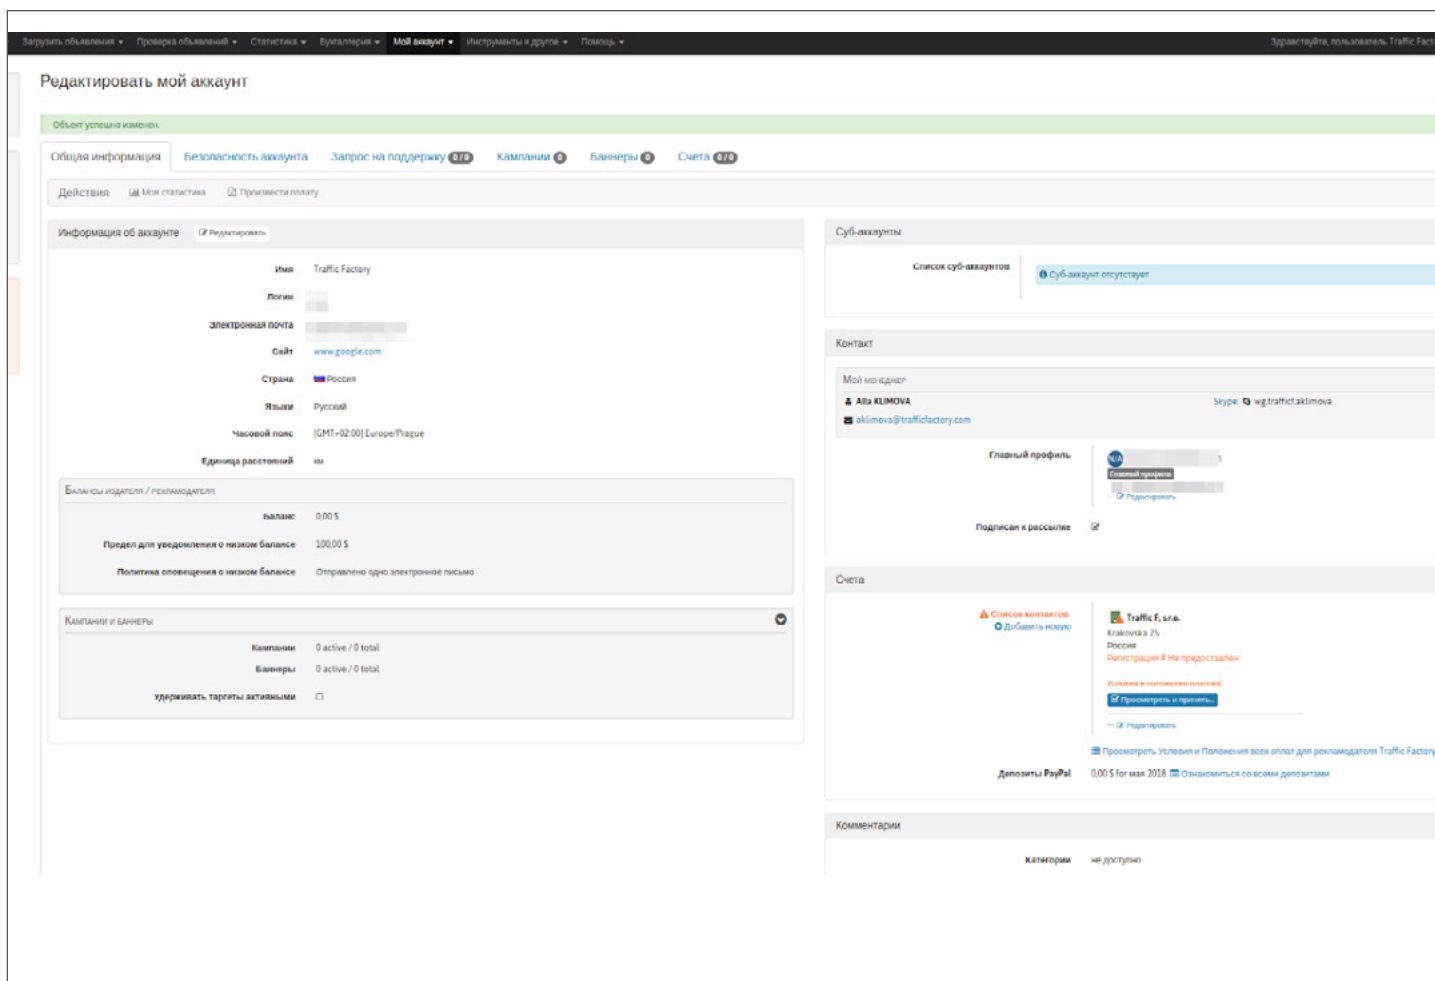 Загрузить объявления Проверка объявлений Статистика Бухгалтерия Мой аккаунт Инструменты и другое Помощь Здравствуйте, пользователь Traffic Facto
Редактировать мой аккаунт
Объект успешно изменен.
Общая информация Безопасность аккаунта Запрос на поддержку 0 / 0 Кампании 0 Баннеры 0 Счета 0 / 0
Действия Моя статистика Произвести оплату
Информация об аккаунте Редактировать
Имя Traffic Factory
Логин
Электронная почта
Сайт www.google.com
Страна Россия
Языки Русский
Часовой пояс [GMT+02:00] Europe/Prague
Единица расстояний км
Балансы издателя / рекламодателя
Баланс 0,00 $
Предел для уведомления о низком балансе 100,00 $
Политика оповещения о низком балансе Отправлено одно электронное письмо
Кампании и баннеры
Кампании 0 active / 0 total
Баннеры 0 active / 0 total
Удерживать таргеты активными
Суб-аккаунты
Список суб-аккаунтов Суб-аккаунт отсутствует
Контакт
Мой менеджер
Alla KLIMOVA Skype: wg.traffict.aklimova
aklimova@trafficfactory.com
Главный профиль N/A
Главный профиль
— Редактировать
Подписан к рассылке
Счета
Список контактов Traffic F, s.r.o.
Добавить новую Krakovska 25
Россия
Регистрация # Не предоставлен
Условия и положения платежа:
Просмотреть и принять...
— Редактировать
Просмотреть Условия и Положения всех оплат для рекламодателя Traffic Factory
Депозиты PayPal 0,00 $ for мая 2018. Ознакомиться со всеми депозитами
Комментарии
Категории не доступно